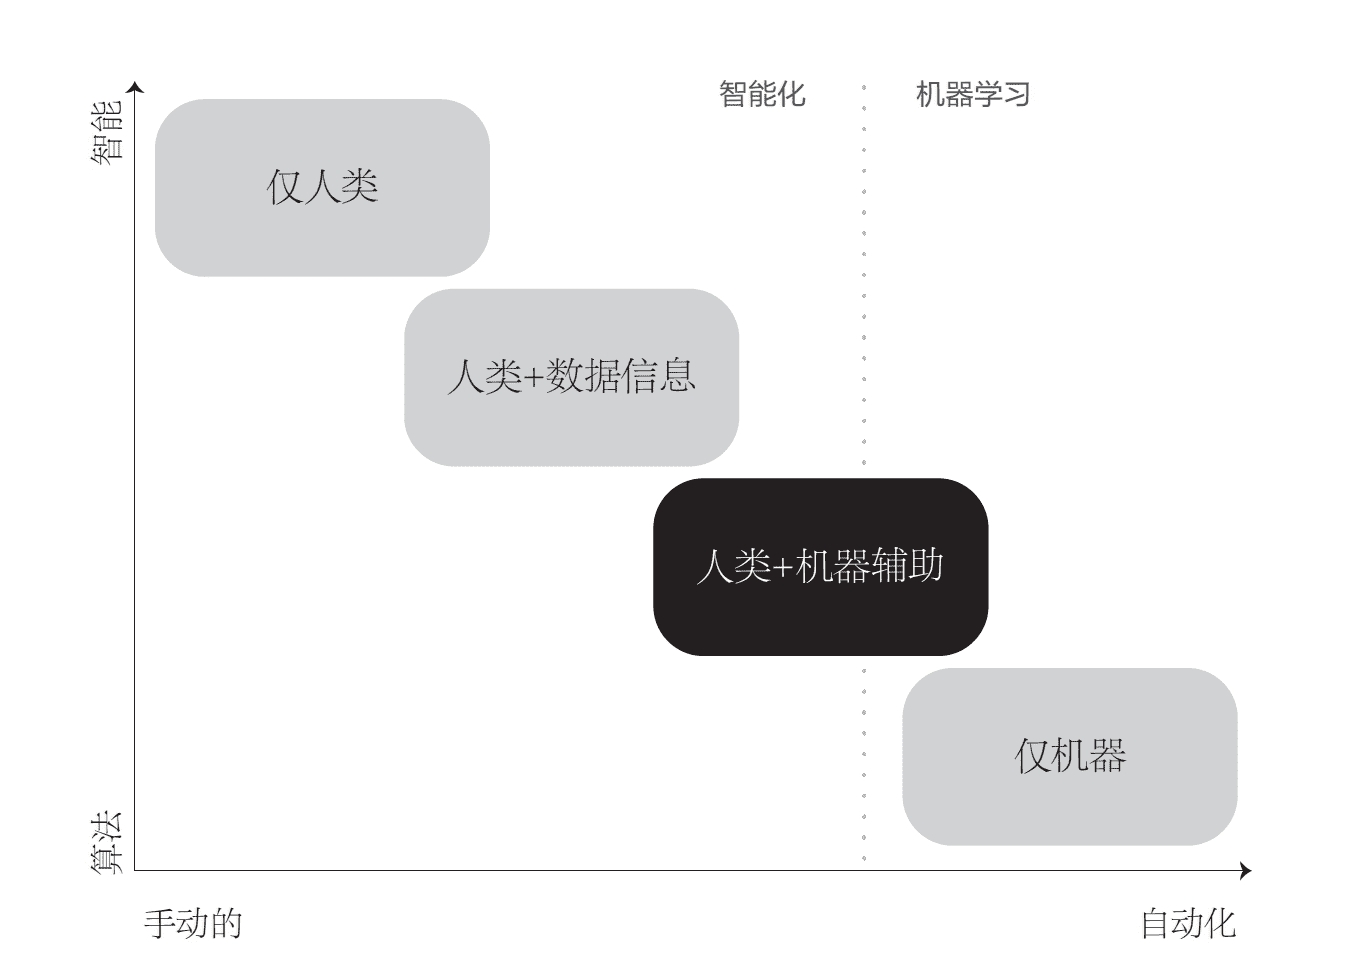 智能化
机器学习
智能
仅人类
人类+数据信息
人类+机器辅助
仅机器
算法
手动的
自动化